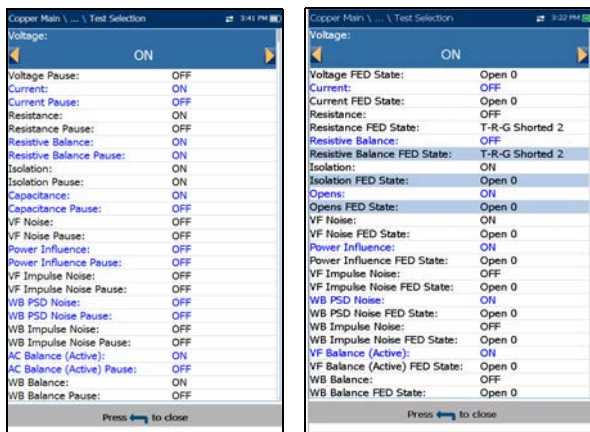 Copper Main \ ... \ Test Selection 3:41 PM
Voltage:
ON
Voltage Pause: OFF
Current: ON
Current Pause: OFF
Resistance: ON
Resistance Pause: OFF
Resistive Balance: ON
Resistive Balance Pause: ON
Isolation: ON
Isolation Pause: ON
Capacitance: ON
Capacitance Pause: OFF
VF Noise: OFF
VF Noise Pause: OFF
Power Influence: OFF
Power Influence Pause: OFF
VF Impulse Noise: OFF
VF Impulse Noise Pause: OFF
WB PSD Noise: OFF
WB PSD Noise Pause: OFF
WB Impulse Noise: OFF
WB Impulse Noise Pause: OFF
AC Balance (Active): ON
AC Balance (Active) Pause: OFF
WB Balance: ON
WB Balance Pause: OFF
Press to close
Copper Main \ ... \ Test Selection 3:22 PM
Voltage:
ON
Voltage FED State: Open 0
Current: OFF
Current FED State: Open 0
Resistance: OFF
Resistance FED State: T-R-G Shorted 2
Resistive Balance: OFF
Resistive Balance FED State: T-R-G Shorted 2
Isolation: ON
Isolation FED State: Open 0
Opens: ON
Opens FED State: Open 0
VF Noise: ON
VF Noise FED State: Open 0
Power Influence: ON
Power Influence FED State: Open 0
VF Impulse Noise: OFF
VF Impulse Noise FED State: Open 0
WB PSD Noise: ON
WB PSD Noise FED State: Open 0
WB Impulse Noise: OFF
WB Impulse Noise FED State: Open 0
VF Balance (Active): ON
VF Balance (Active) FED State: Open 0
WB Balance: OFF
WB Balance FED State: Open 0
Press to close